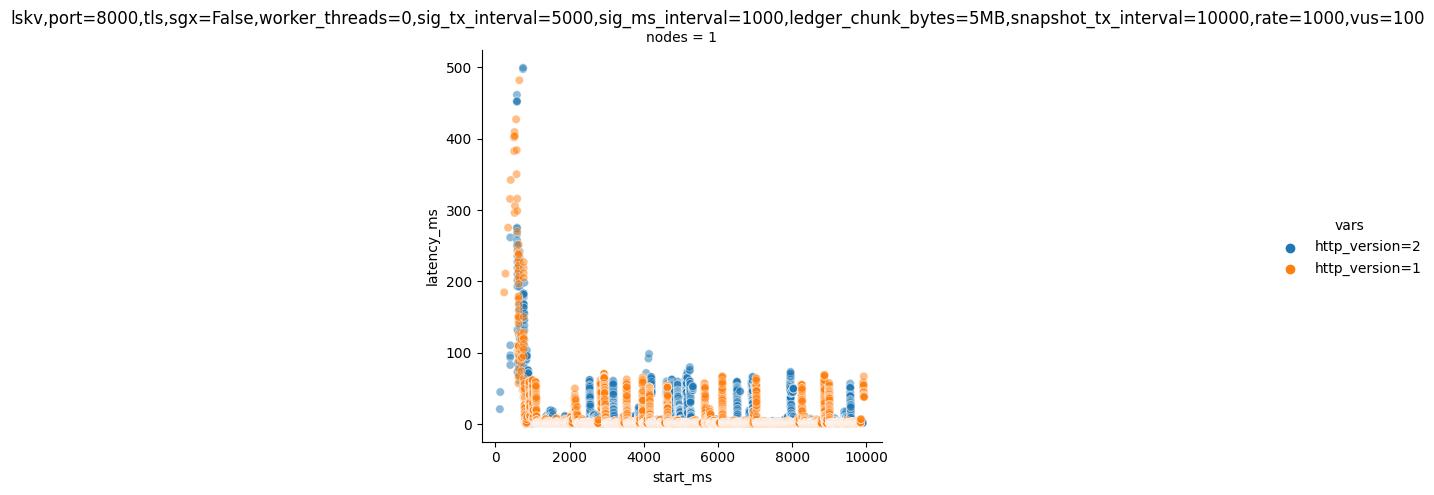 lskv,port=8000,tls,sgx=False,worker_threads=0,sig_tx_interval=5000,sig_ms_interval=1000,ledger_chunk_bytes=5MB,snapshot_tx_interval=10000,rate=1000,vus=100
nodes = 1
500
400
300
200
100
0
latency_ms
0 2000 4000 6000 8000 10000
start_ms
vars
http_version=2
http_version=1